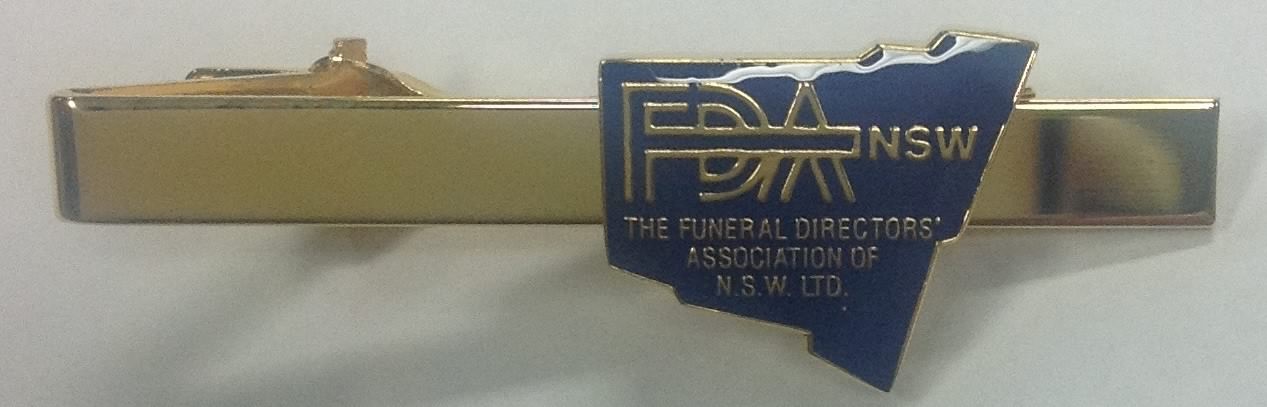 FDA NSW
THE FUNERAL DIRECTORS'
ASSOCIATION OF
N.S.W. LTD.